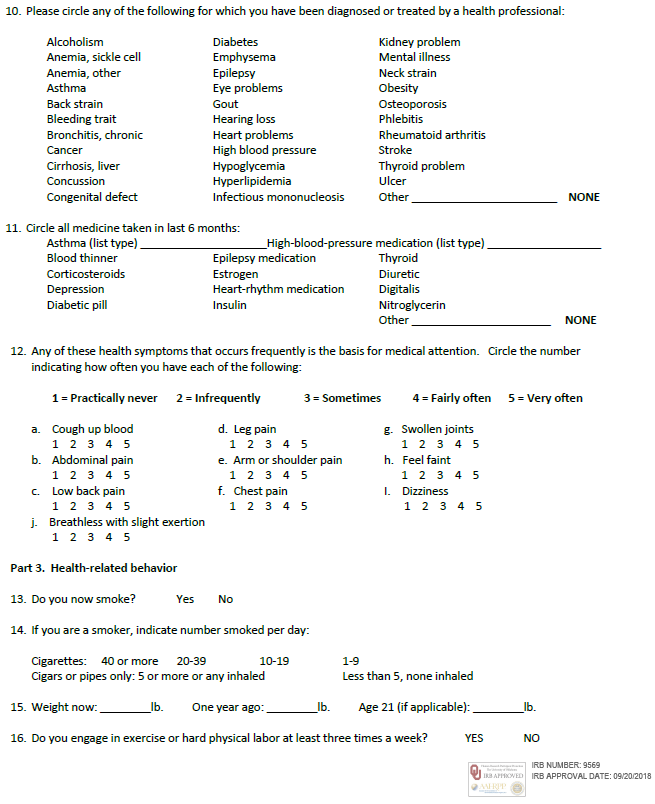 10. Please circle any of the following for which you have been diagnosed or treated by a health professional:
Alcoholism Diabetes Kidney problem
Anemia, sickle cell Emphysema Mental illness
Anemia, other Epilepsy Neck strain
Asthma Eye problems Obesity
Back strain Gout Osteoporosis
Bleeding trait Hearing loss Phlebitis
Bronchitis, chronic Heart problems Rheumatoid arthritis
Cancer High blood pressure Stroke
Cirrhosis, liver Hypoglycemia Thyroid problem
Concussion Hyperlipidemia Ulcer
Congenital defect Infectious mononucleosis Other ______________________ NONE
11. Circle all medicine taken in last 6 months:
Asthma (list type) ___________________High-blood-pressure medication (list type) _________________
Blood thinner Epilepsy medication Thyroid
Corticosteroids Estrogen Diuretic
Depression Heart-rhythm medication Digitalis
Diabetic pill Insulin Nitroglycerin
Other _____________________ NONE
12. Any of these health symptoms that occurs frequently is the basis for medical attention. Circle the number
indicating how often you have each of the following:
1 = Practically never 2 = Infrequently 3 = Sometimes 4 = Fairly often 5 = Very often
a. Cough up blood d. Leg pain g. Swollen joints
1 2 3 4 5 1 2 3 4 5 1 2 3 4 5
b. Abdominal pain e. Arm or shoulder pain h. Feel faint
1 2 3 4 5 1 2 3 4 5 1 2 3 4 5
c. Low back pain f. Chest pain I. Dizziness
1 2 3 4 5 1 2 3 4 5 1 2 3 4 5
j. Breathless with slight exertion
1 2 3 4 5
Part 3. Health-related behavior
13. Do you now smoke? Yes No
14. If you are a smoker, indicate number smoked per day:
Cigarettes: 40 or more 20-39 10-19 1-9
Cigars or pipes only: 5 or more or any inhaled Less than 5, none inhaled
15. Weight now: ________lb. One year ago: ________lb. Age 21 (if applicable): ________lb.
16. Do you engage in exercise or hard physical labor at least three times a week? YES NO
IRB APPROVED
AAHRPP
IRB NUMBER: 9569
IRB APPROVAL DATE: 09/20/2018